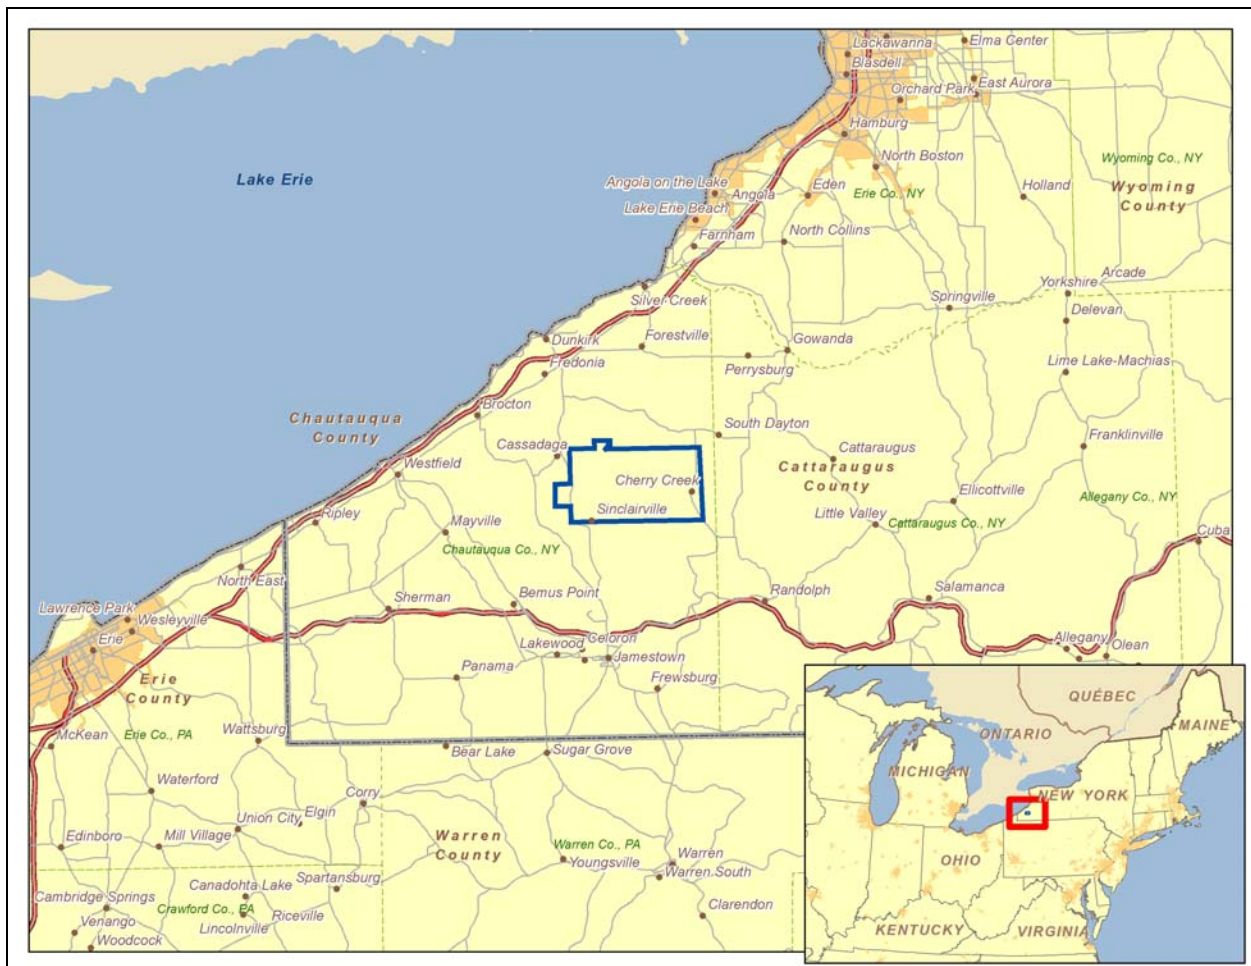 Lackawanna
Elma Center
Blasdell
East Aurora
Orchard Park
Hamburg
North Boston
Wyoming Co., NY
Lake Erie
Angola on the Lake
Angola
Eden
Erie Co., NY
Holland
Wyoming
County
Lake Erie Beach
Farnham
North Collins
Arcade
Yorkshire
Silver Creek
Springville
Delevan
Dunkirk
Forestville
Gowanda
Fredonia
Perrysburg
Lime Lake-Machias
Chautauqua
County
Brocton
South Dayton
Franklinville
Cassadaga
Cattaraugus
Westfield
Cattaraugus
County
Cherry Creek
Ellicottville
Allegany Co., NY
Ripley
Mayville
Sinclairville
Little Valley
Cattaraugus Co., NY
Cuba
Chautauqua Co., NY
North East
Lawrence Park
Wesleyville
Sherman
Bemus Point
Randolph
Salamanca
Erie
Lakewood
Celoron
Jamestown
Allegany
Olean
Panama
Frewsburg
Erie
County
Erie Co., PA
Wattsburg
McKean
Bear Lake
Sugar Grove
Waterford
Corry
Elgin
Union City
Edinboro
Mill Village
Warren
County
Warren Co., PA
Youngsville
Warren
Warren South
Canadohta Lake
Spartansburg
Cambridge Springs
Crawford Co., PA
Riceville
Lincolnville
Venango
Woodcock
Clarendon
QUÉBEC
MAINE
ONTARIO
MICHIGAN
NEW YORK
OHIO
KENTUCKY
VIRGINIA